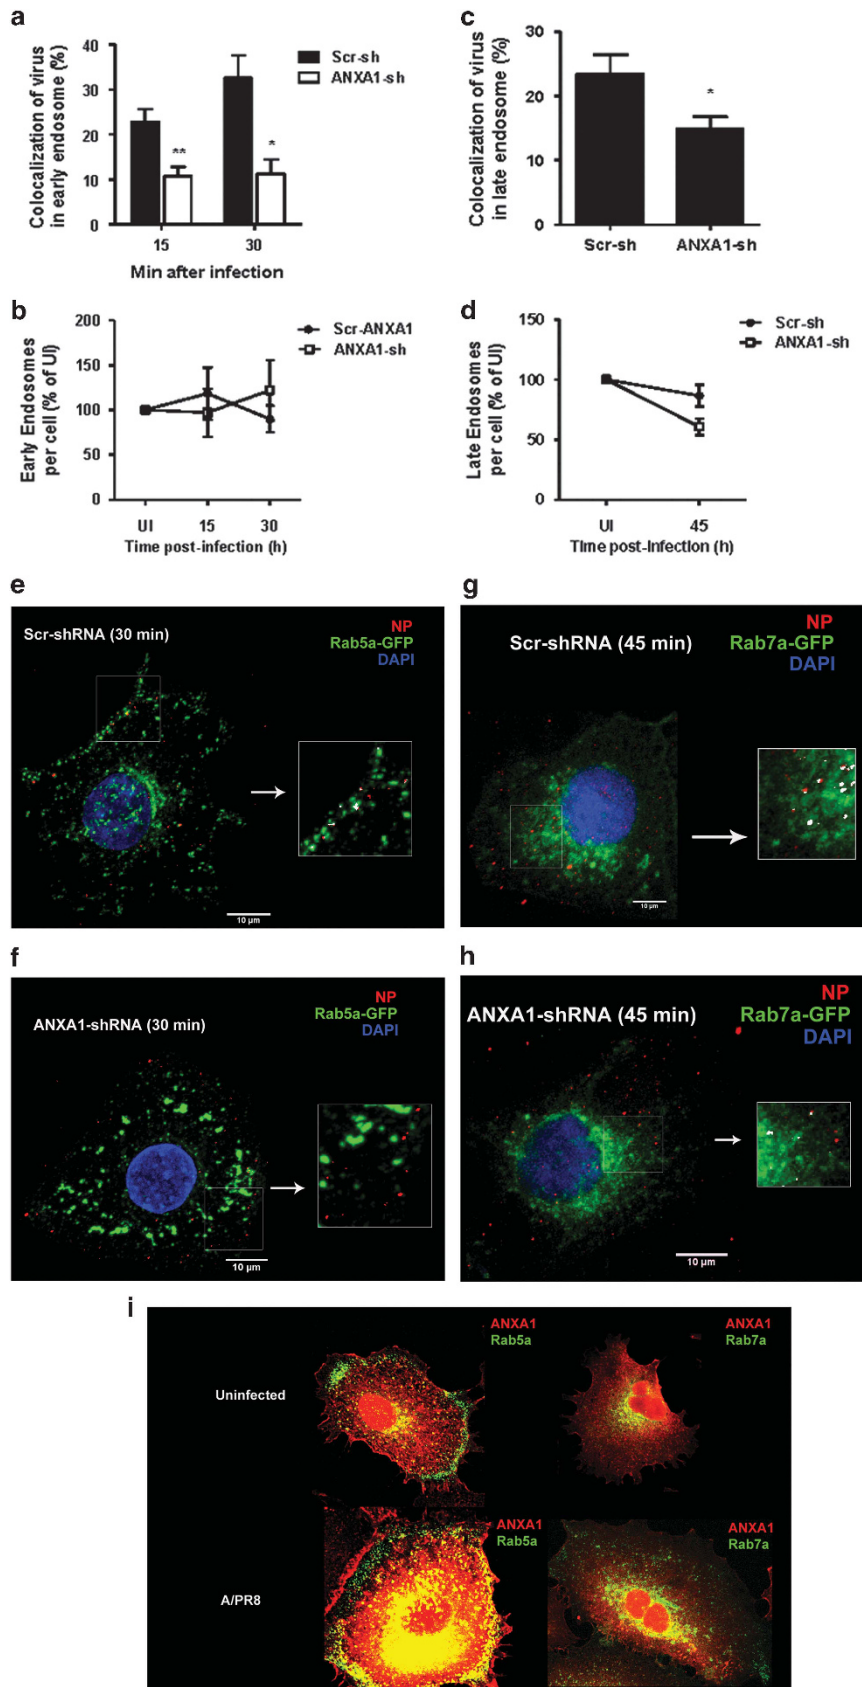 a
Colocalization of virus
in early endosome (%)
40
30
20
10
0
**
*
15
30
Min after infection
Scr-sh
ANXA1-sh
c
Colocalization of virus
in late endosome (%)
30
20
10
0
*
Scr-sh
ANXA1-sh
b
Early Endosomes
per cell (% of UI)
200
150
100
50
0
UI
15
30
Time post-infection (h)
Scr-ANXA1
ANXA1-sh
d
Late Endosomes
per cell (% of UI)
150
100
50
0
UI
45
Time post-infection (h)
Scr-sh
ANXA1-sh
e
Scr-shRNA (30 min)
NP
Rab5a-GFP
DAPI
10 µm
g
Scr-shRNA (45 min)
NP
Rab7a-GFP
DAPI
10 µm
f
ANXA1-shRNA (30 min)
NP
Rab5a-GFP
DAPI
10 µm
h
ANXA1-shRNA (45 min)
NP
Rab7a-GFP
DAPI
10 µm
i
Uninfected
ANXA1
Rab5a
ANXA1
Rab7a
A/PR8
ANXA1
Rab5a
ANXA1
Rab7a